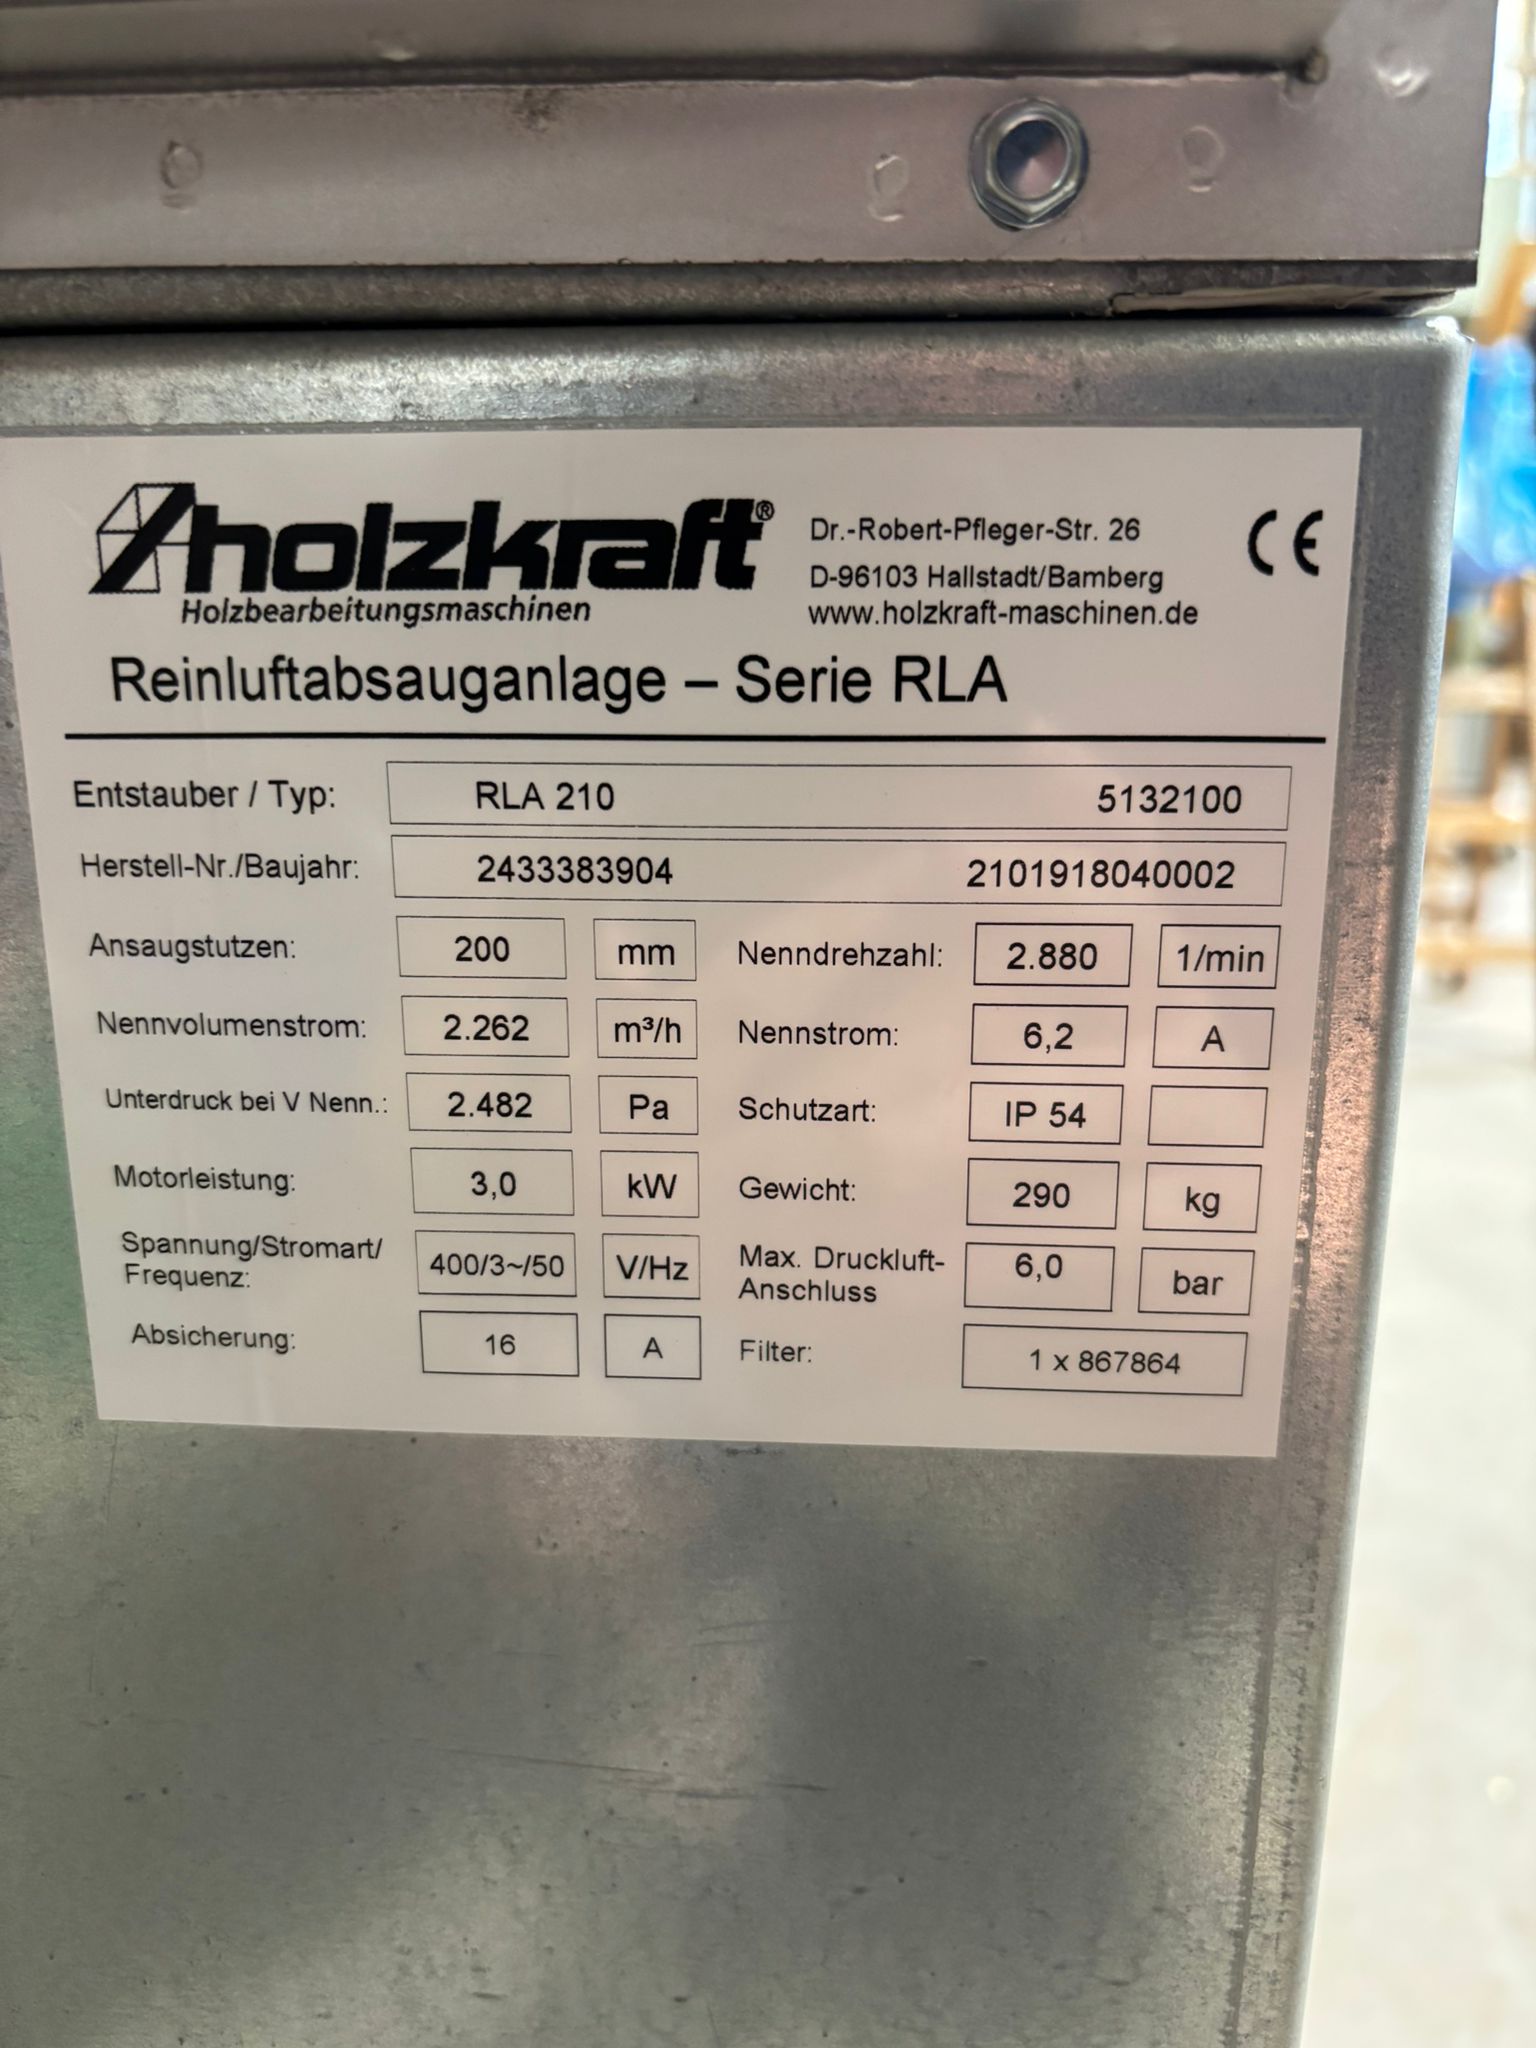 holzkraft®
Holzbearbeitungsmaschinen
Dr.-Robert-Pfleger-Str. 26
D-96103 Hallstadt/Bamberg
www.holzkraft-maschinen.de
CE
Reinluftabsauganlage – Serie RLA
Entstauber / Typ: RLA 210 5132100
Herstell-Nr./Baujahr: 2433383904 2101918040002
Ansaugstutzen: 200 mm Nenndrehzahl: 2.880 1/min
Nennvolumenstrom: 2.262 m³/h Nennstrom: 6,2 A
Unterdruck bei V Nenn.: 2.482 Pa Schutzart: IP 54
Motorleistung: 3,0 kW Gewicht: 290 kg
Spannung/Stromart/
Frequenz: 400/3~/50 V/Hz
Max. Druckluft-
Anschluss 6,0 bar
Absicherung: 16 A Filter: 1 x 867864